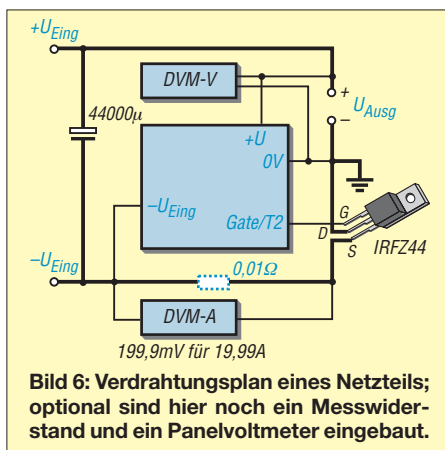 +U_Eing
DVM-V
44000µ
+
U_Ausg
–
+U
0V
–U_Eing
G
Gate/T2
D
S
IRFZ44
–U_Eing
0,01Ω
DVM-A
199,9mV für 19,99A
Bild 6: Verdrahtungsplan eines Netzteils;
optional sind hier noch ein Messwider-
stand und ein Panelvoltmeter eingebaut.